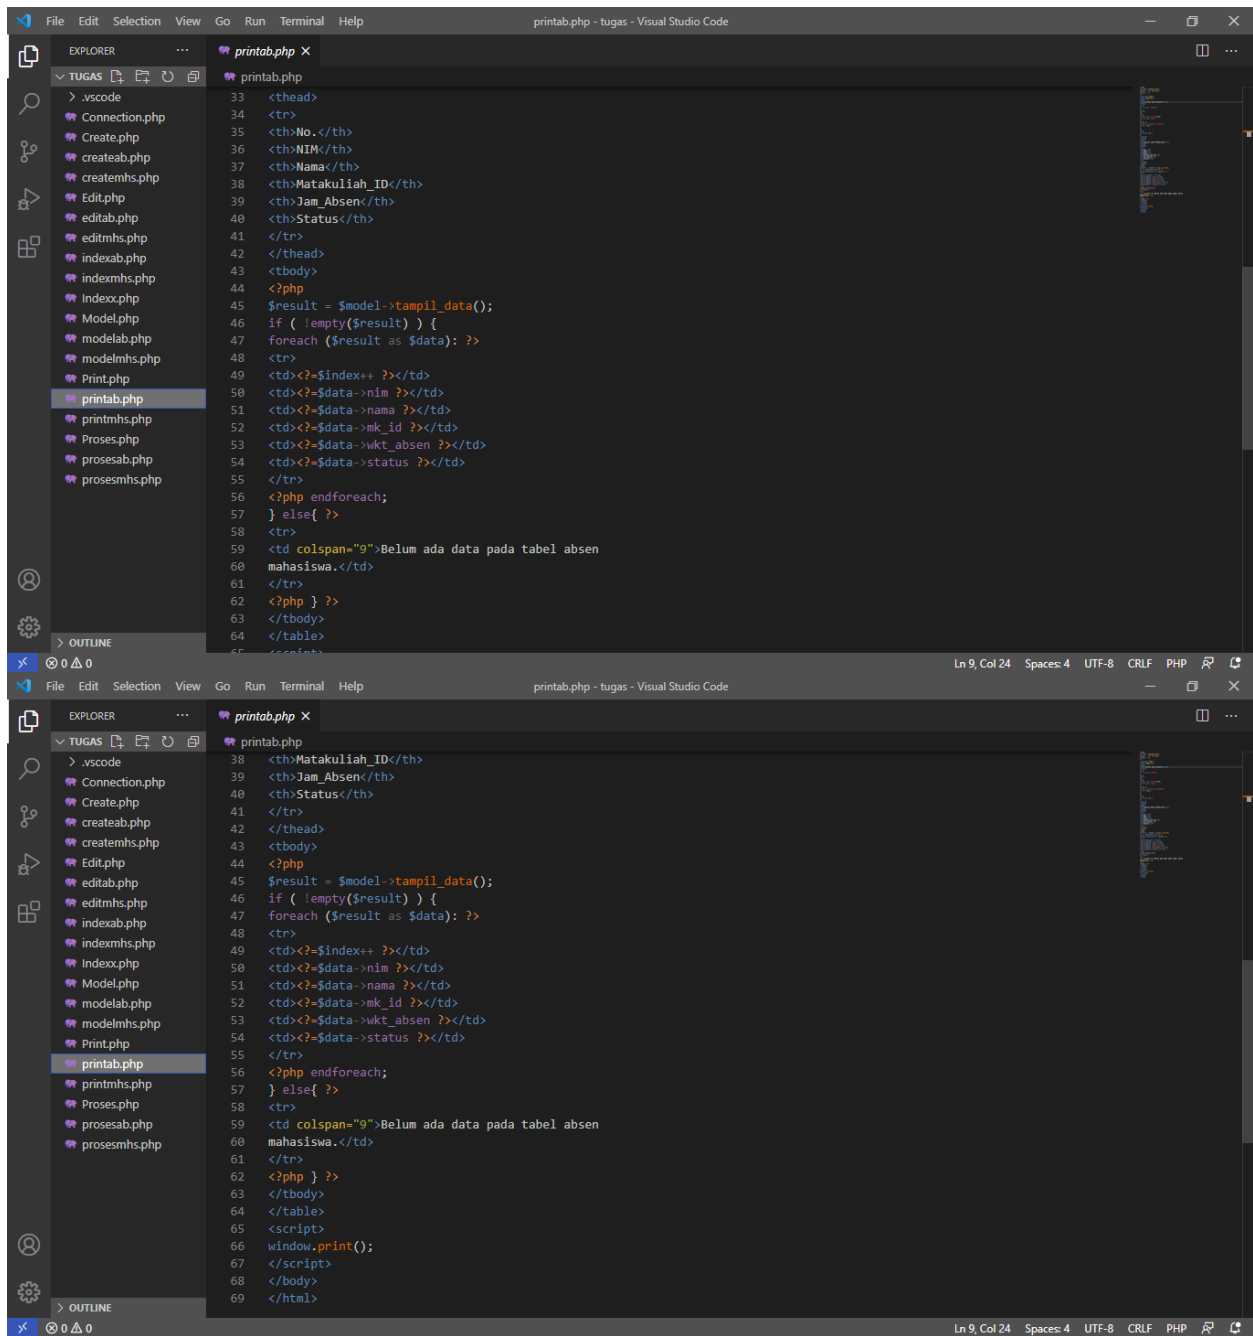 File Edit Selection View Go Run Terminal Help printab.php - tugas - Visual Studio Code
EXPLORER ··· printab.php
TUGAS printab.php
.vscode
Connection.php
Create.php
createab.php
createmhs.php
Edit.php
editab.php
editmhs.php
indexab.php
indexmhs.php
Indexx.php
Model.php
modelab.php
modelmhs.php
Print.php
printab.php
printmhs.php
Proses.php
prosesab.php
prosesmhs.php
OUTLINE
33 <thead>
34 <tr>
35 <th>No.</th>
36 <th>NIM</th>
37 <th>Nama</th>
38 <th>Matakuliah_ID</th>
39 <th>Jam_Absen</th>
40 <th>Status</th>
41 </tr>
42 </thead>
43 <tbody>
44 <?php
45 $result = $model->tampil_data();
46 if ( !empty($result) ) {
47 foreach ($result as $data): ?>
48 <tr>
49 <td><?=$index++ ?></td>
50 <td><?=$data->nim ?></td>
51 <td><?=$data->nama ?></td>
52 <td><?=$data->mk_id ?></td>
53 <td><?=$data->wkt_absen ?></td>
54 <td><?=$data->status ?></td>
55 </tr>
56 <?php endforeach;
57 } else{ ?>
58 <tr>
59 <td colspan="9">Belum ada data pada tabel absen
60 mahasiswa.</td>
61 </tr>
62 <?php } ?>
63 </tbody>
64 </table>
65 <script>
0 0 Ln 9, Col 24 Spaces: 4 UTF-8 CRLF PHP
File Edit Selection View Go Run Terminal Help printab.php - tugas - Visual Studio Code
EXPLORER ··· printab.php
TUGAS printab.php
.vscode
Connection.php
Create.php
createab.php
createmhs.php
Edit.php
editab.php
editmhs.php
indexab.php
indexmhs.php
Indexx.php
Model.php
modelab.php
modelmhs.php
Print.php
printab.php
printmhs.php
Proses.php
prosesab.php
prosesmhs.php
OUTLINE
38 <th>Matakuliah_ID</th>
39 <th>Jam_Absen</th>
40 <th>Status</th>
41 </tr>
42 </thead>
43 <tbody>
44 <?php
45 $result = $model->tampil_data();
46 if ( !empty($result) ) {
47 foreach ($result as $data): ?>
48 <tr>
49 <td><?=$index++ ?></td>
50 <td><?=$data->nim ?></td>
51 <td><?=$data->nama ?></td>
52 <td><?=$data->mk_id ?></td>
53 <td><?=$data->wkt_absen ?></td>
54 <td><?=$data->status ?></td>
55 </tr>
56 <?php endforeach;
57 } else{ ?>
58 <tr>
59 <td colspan="9">Belum ada data pada tabel absen
60 mahasiswa.</td>
61 </tr>
62 <?php } ?>
63 </tbody>
64 </table>
65 <script>
66 window.print();
67 </script>
68 </body>
69 </html>
0 0 Ln 9, Col 24 Spaces: 4 UTF-8 CRLF PHP